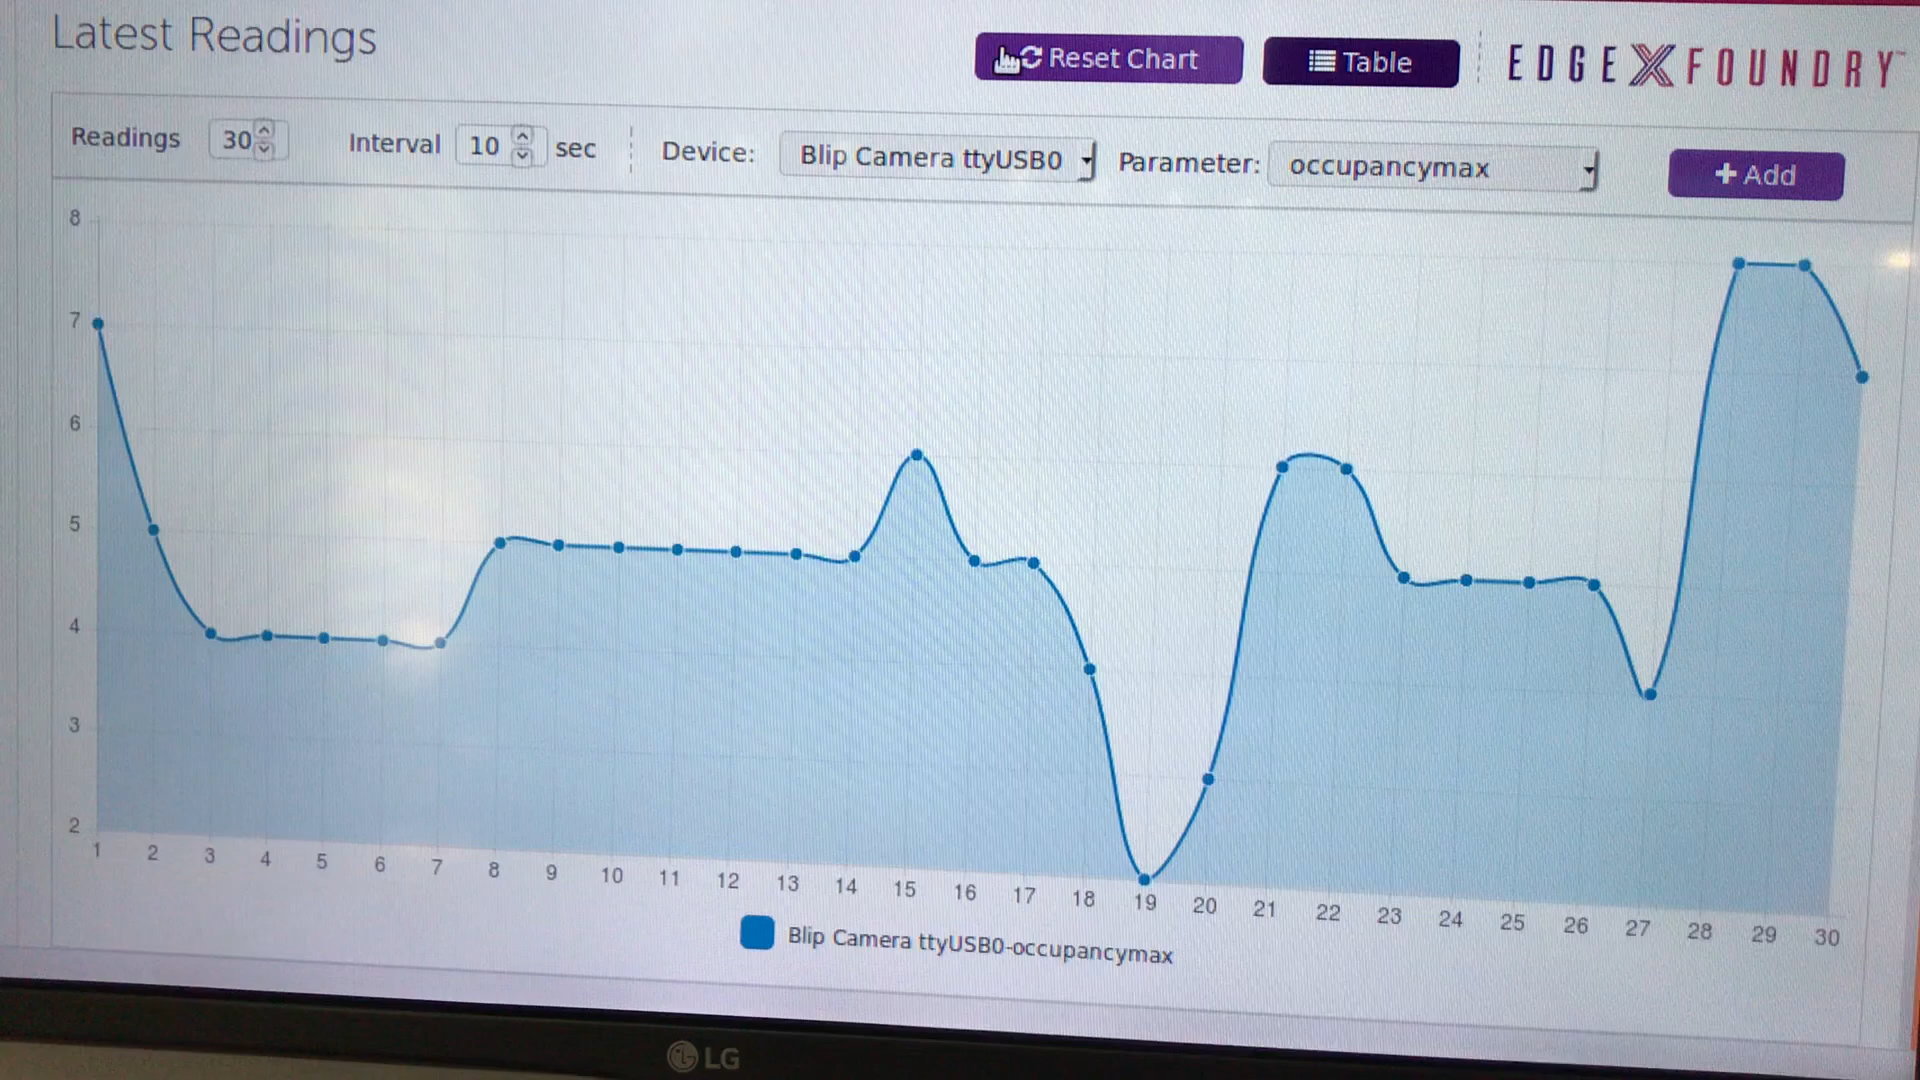 Latest Readings
Reset Chart
Table
EDGE X FOUNDRY™
Readings 30 Interval 10 sec Device: Blip Camera ttyUSB0 Parameter: occupancymax + Add
8
7
6
5
4
3
2
1 2 3 4 5 6 7 8 9 10 11 12 13 14 15 16 17 18 19 20 21 22 23 24 25 26 27 28 29 30
Blip Camera ttyUSB0-occupancymax
LG